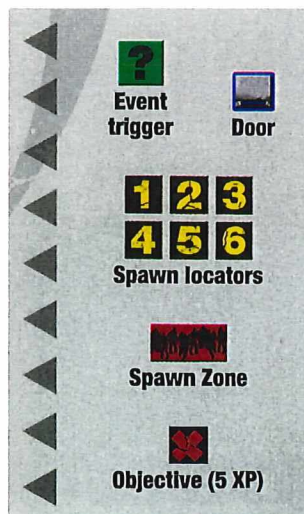 ?
Event
trigger
Door
1 2 3
4 5 6
Spawn locators
Spawn Zone
Objective (5 XP)